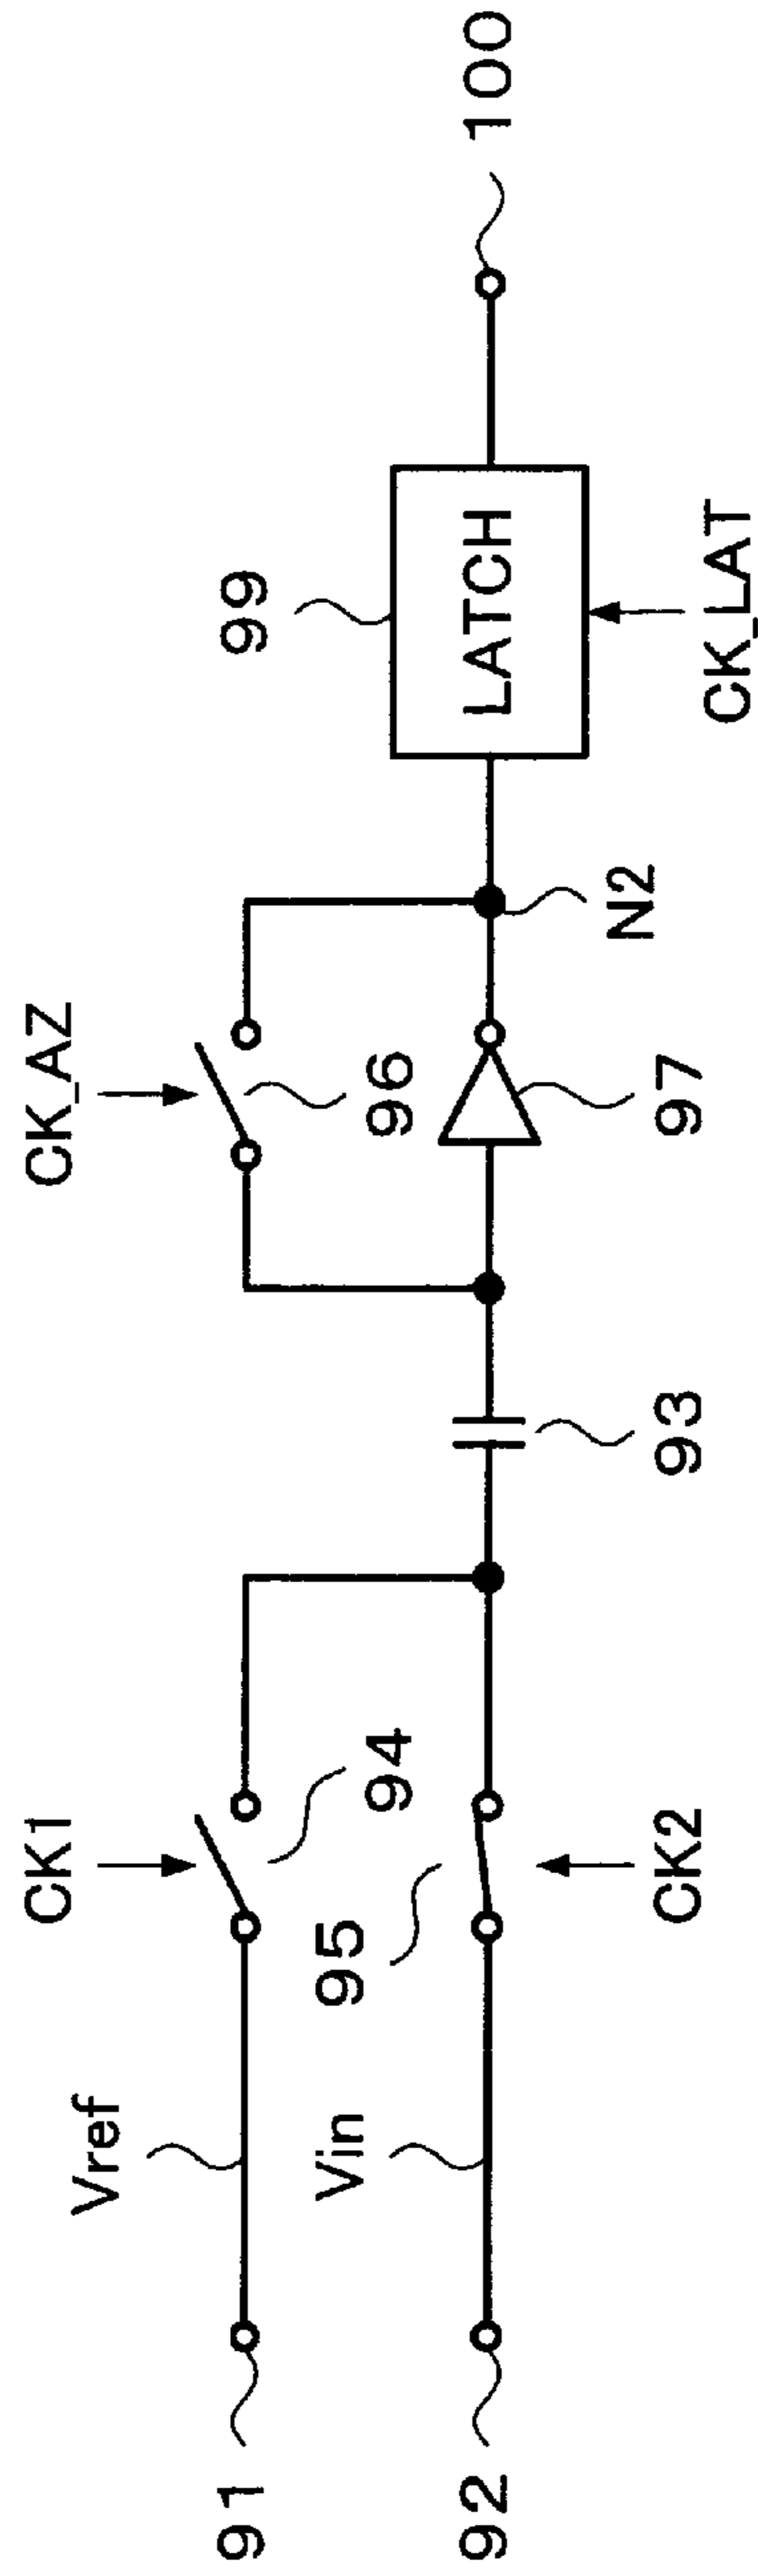 CK1
CK_AZ
Vref
94
96
99
Vin
95
91
92
CK2
93
97
N2
LATCH
CK_LAT
100